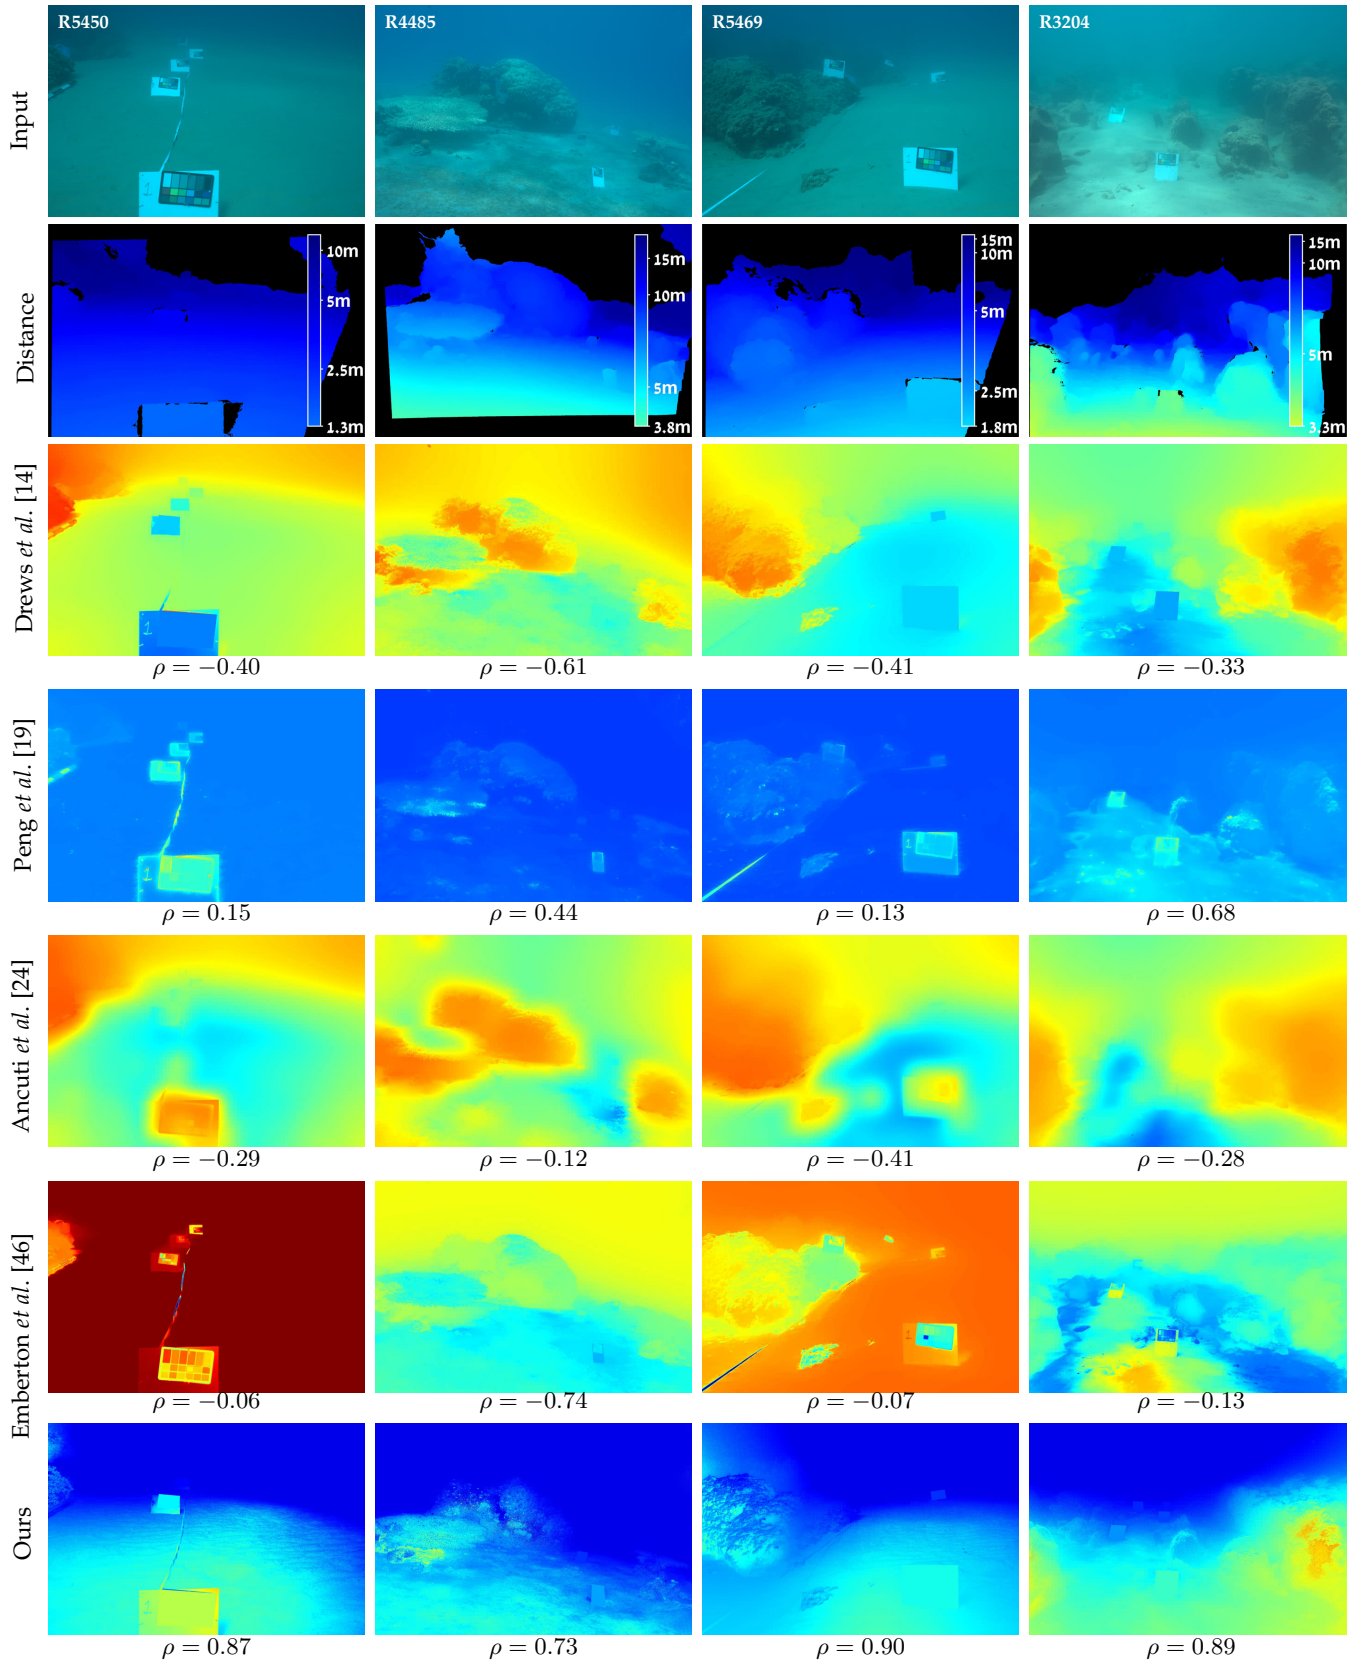 R5450
R4485
R5469
R3204
Input
10m
5m
2.5m
1.3m
15m
10m
5m
3.8m
15m
10m
5m
2.5m
1.8m
15m
10m
5m
3.3m
Distance
Drews et al. [14]
1
ρ = −0.40
ρ = −0.61
ρ = −0.41
ρ = −0.33
Peng et al. [19]
1
1
ρ = 0.15
ρ = 0.44
ρ = 0.13
ρ = 0.68
Ancuti et al. [24]
ρ = −0.29
ρ = −0.12
ρ = −0.41
ρ = −0.28
Emberton et al. [46]
ρ = −0.06
ρ = −0.74
ρ = −0.07
ρ = −0.13
Ours
ρ = 0.87
ρ = 0.73
ρ = 0.90
ρ = 0.89